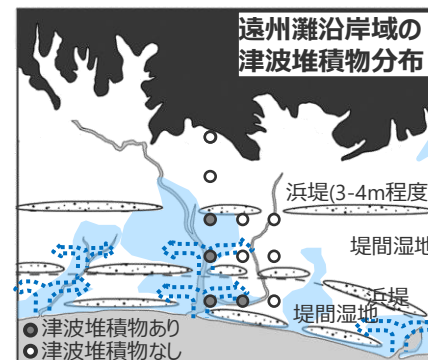 遠州灘沿岸域の
津波堆積物分布
浜堤(3-4m程度
堤間湿地
浜堤
堤間湿地
津波堆積物あり
津波堆積物なし